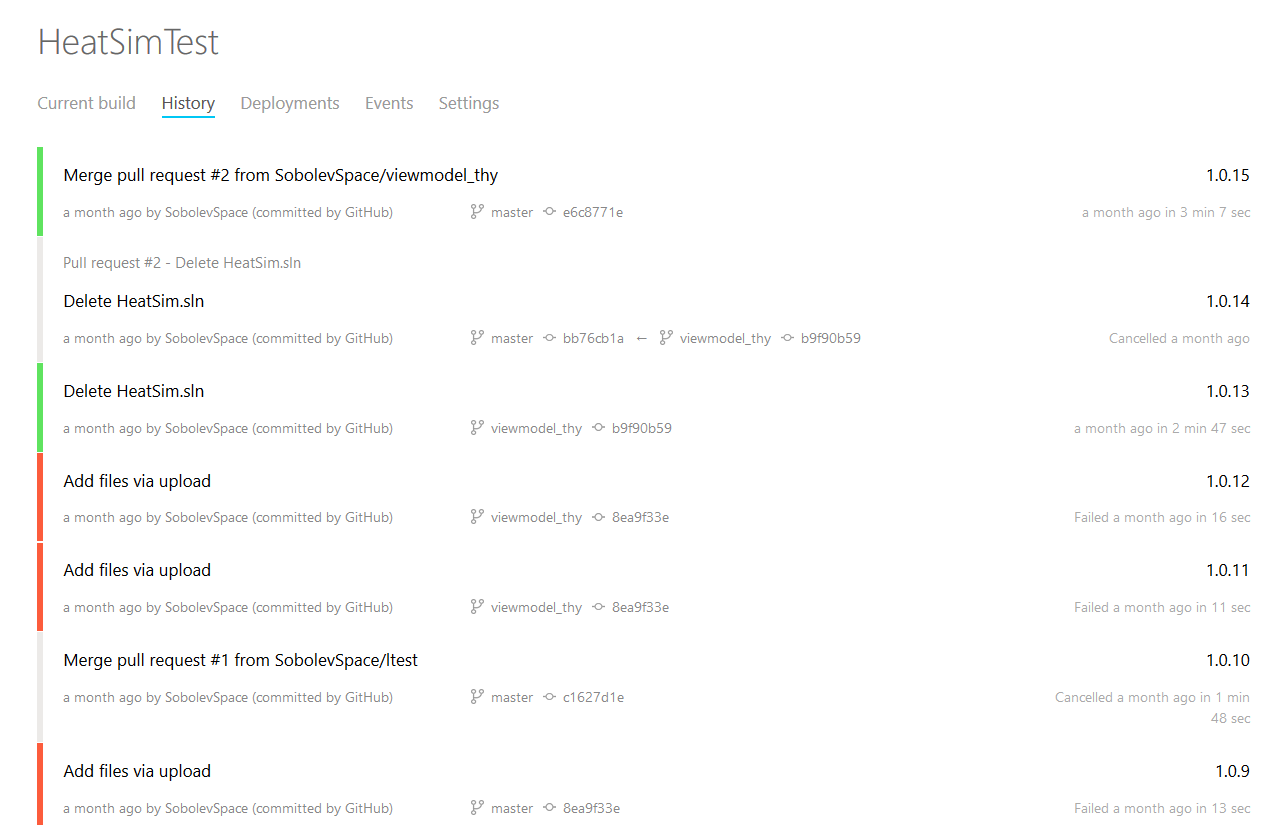 HeatSimTest
Current build History Deployments Events Settings
Merge pull request #2 from SobolevSpace/viewmodel_thy 1.0.15
a month ago by SobolevSpace (committed by GitHub) master e6c8771e a month ago in 3 min 7 sec
Pull request #2 - Delete HeatSim.sln
Delete HeatSim.sln 1.0.14
a month ago by SobolevSpace (committed by GitHub) master bb76cb1a ← viewmodel_thy b9f90b59 Cancelled a month ago
Delete HeatSim.sln 1.0.13
a month ago by SobolevSpace (committed by GitHub) viewmodel_thy b9f90b59 a month ago in 2 min 47 sec
Add files via upload 1.0.12
a month ago by SobolevSpace (committed by GitHub) viewmodel_thy 8ea9f33e Failed a month ago in 16 sec
Add files via upload 1.0.11
a month ago by SobolevSpace (committed by GitHub) viewmodel_thy 8ea9f33e Failed a month ago in 11 sec
Merge pull request #1 from SobolevSpace/ltest 1.0.10
a month ago by SobolevSpace (committed by GitHub) master c1627d1e Cancelled a month ago in 1 min
48 sec
Add files via upload 1.0.9
a month ago by SobolevSpace (committed by GitHub) master 8ea9f33e Failed a month ago in 13 sec